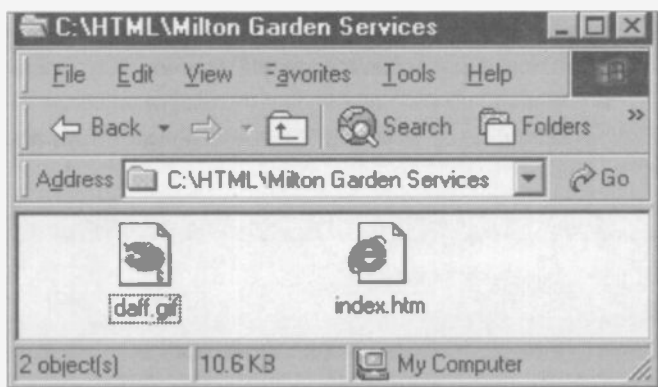 C:\HTML\Milton Garden Services
File Edit View Favorites Tools Help
Back Search Folders »
Address C:\HTML\Milton Garden Services Go
daff.gif index.htm
2 object(s) 10.6 KB My Computer